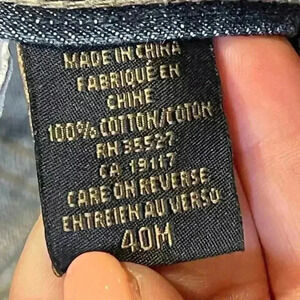 MADE IN CHINA
FABRIQUÉ EN
CHINE
100% COTTON/COTON
RN 35527
CA 19117
CARE ON REVERSE
ENTREIEN AU VERSO
40M